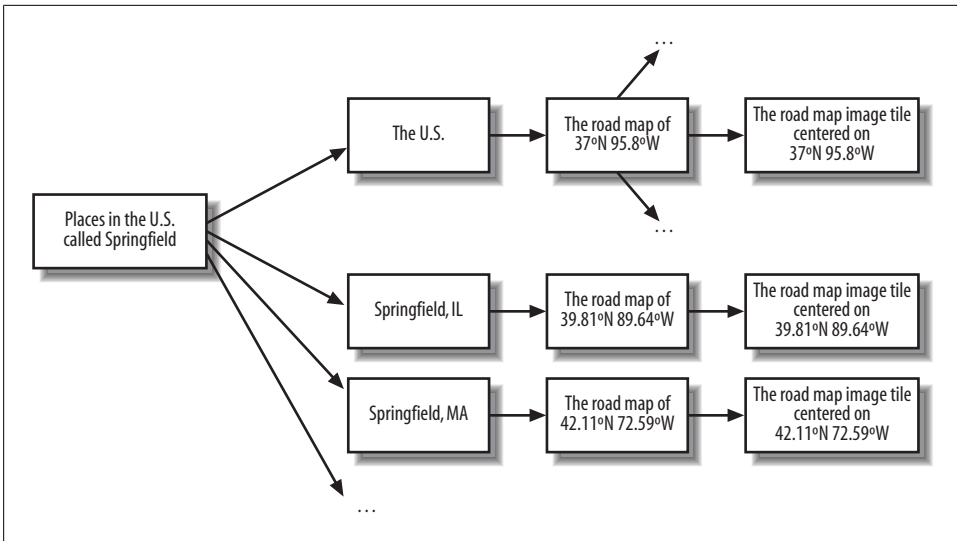 …
The U.S.
The road map of
37ºN 95.8ºW
The road map image tile
centered on
37ºN 95.8ºW
Places in the U.S.
called Springfield
…
Springfield, IL
The road map of
39.81ºN 89.64ºW
The road map image tile
centered on
39.81ºN 89.64ºW
Springfield, MA
The road map of
42.11ºN 72.59ºW
The road map image tile
centered on
42.11ºN 72.59ºW
…